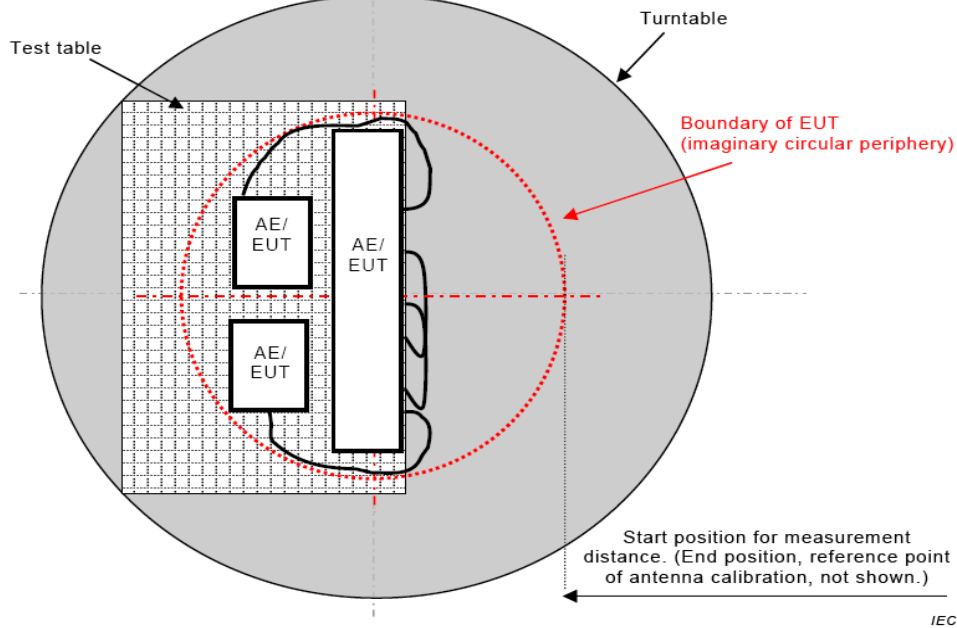 Turntable
Test table
Boundary of EUT
(imaginary circular periphery)
AE/
EUT
AE/
EUT
AE/
EUT
Start position for measurement
distance. (End position, reference point
of antenna calibration, not shown.)
IEC